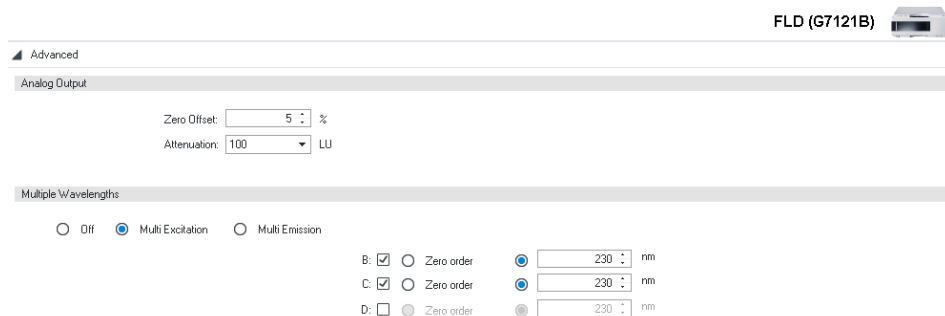 FLD (G7121B)
Advanced
Analog Output
Zero Offset: 5 %
Attenuation: 100 LU
Multiple Wavelengths
Off Multi Excitation Multi Emission
B: Zero order 230 nm
C: Zero order 230 nm
D: Zero order 230 nm